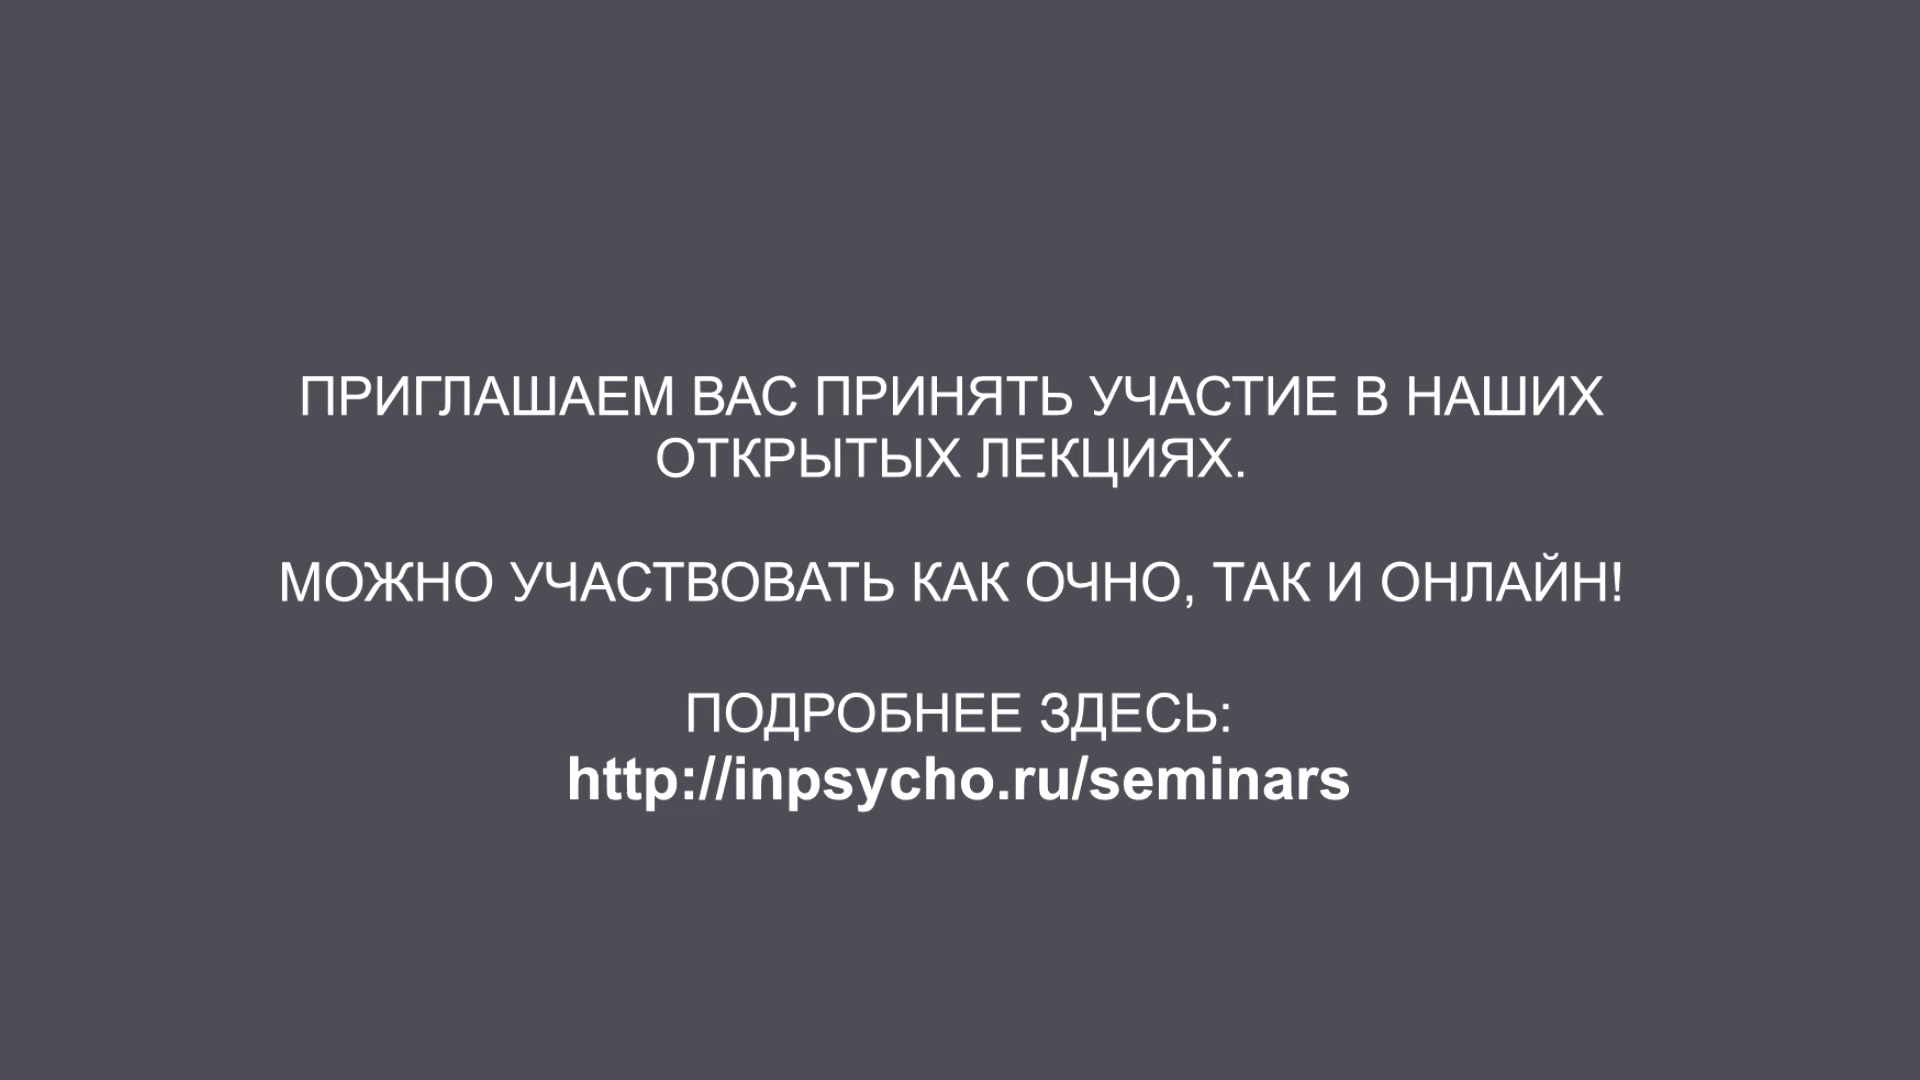 ПРИГЛАШАЕМ ВАС ПРИНЯТЬ УЧАСТИЕ В НАШИХ
ОТКРЫТЫХ ЛЕКЦИЯХ.
МОЖНО УЧАСТВОВАТЬ КАК ОЧНО, ТАК И ОНЛАЙН!
ПОДРОБНЕЕ ЗДЕСЬ:
http://inpsycho.ru/seminars